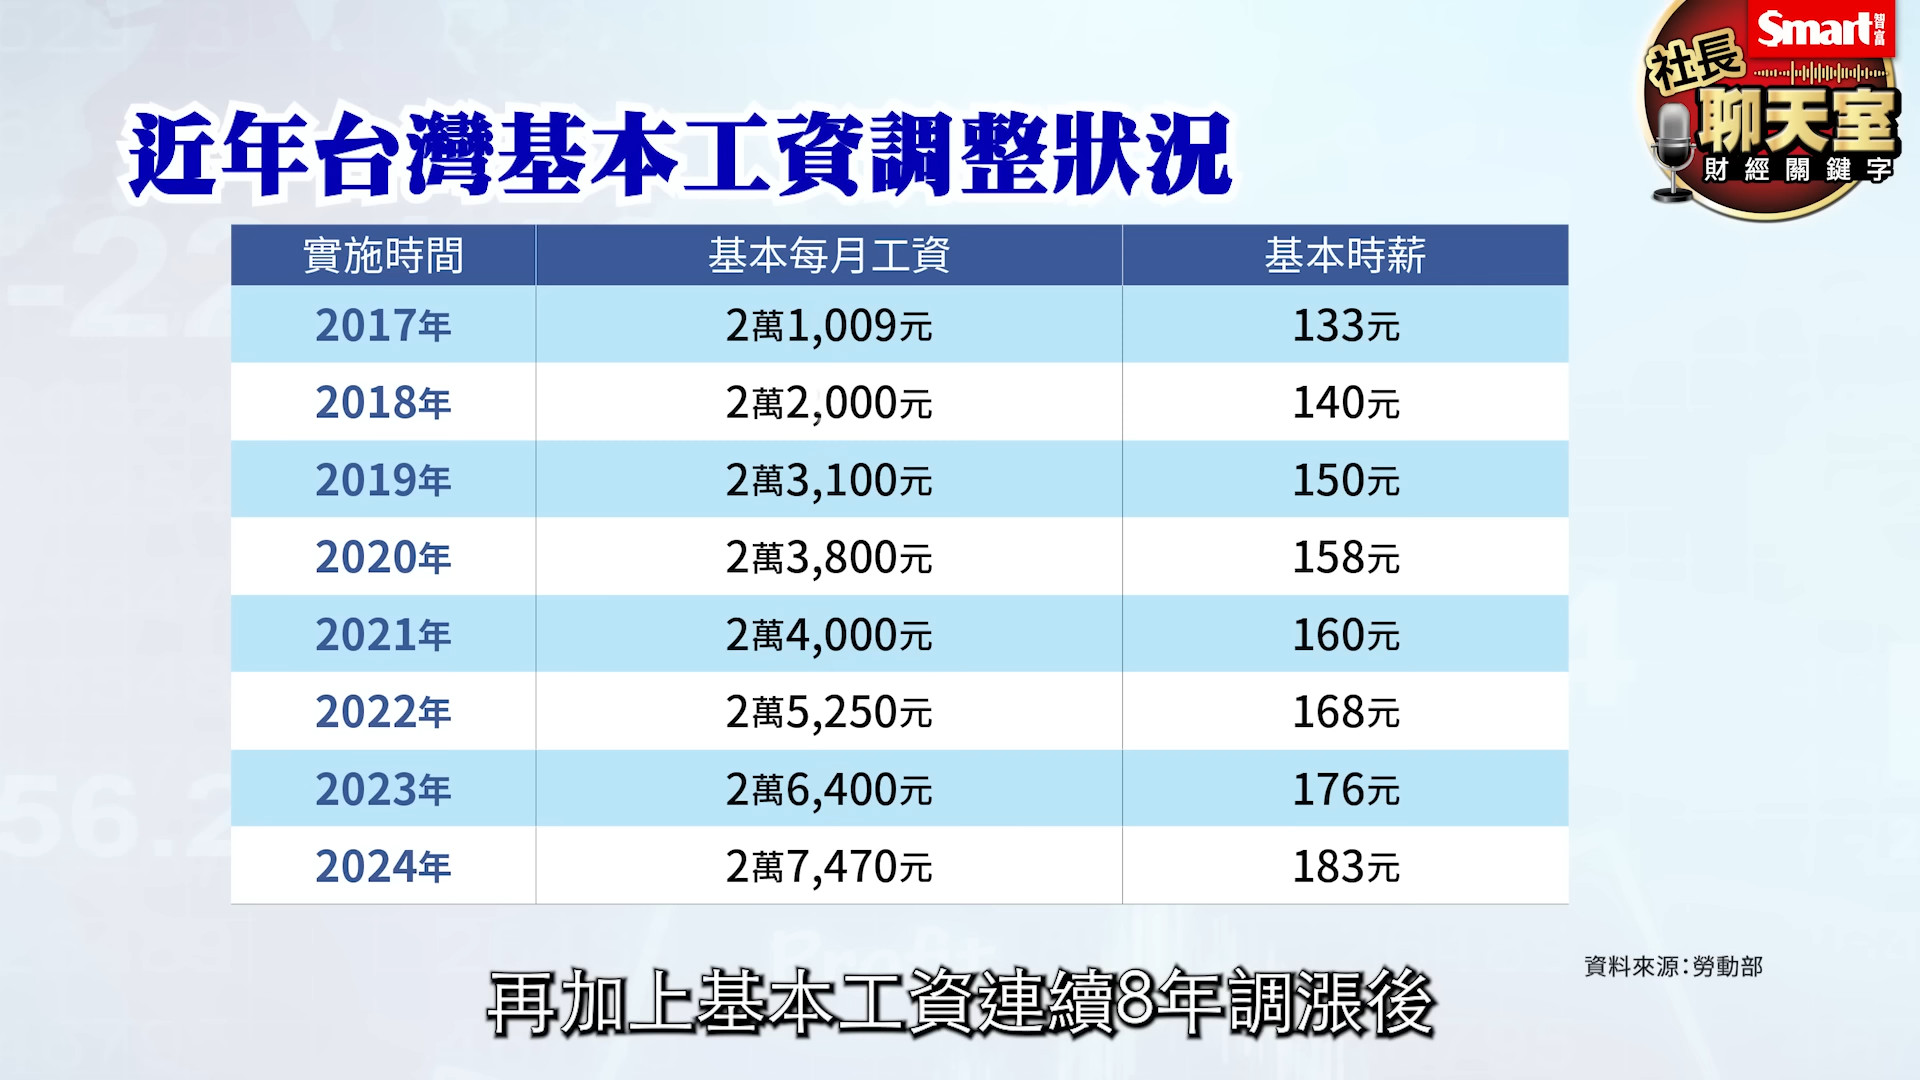 Smart智富
社長
聊天室
財經關鍵字
近年台灣基本工資調整狀況
實施時間 基本每月工資 基本時薪
2017年 2萬1,009元 133元
2018年 2萬2,000元 140元
2019年 2萬3,100元 150元
2020年 2萬3,800元 158元
2021年 2萬4,000元 160元
2022年 2萬5,250元 168元
2023年 2萬6,400元 176元
2024年 2萬7,470元 183元
資料來源：勞動部
再加上基本工資連續8年調漲後